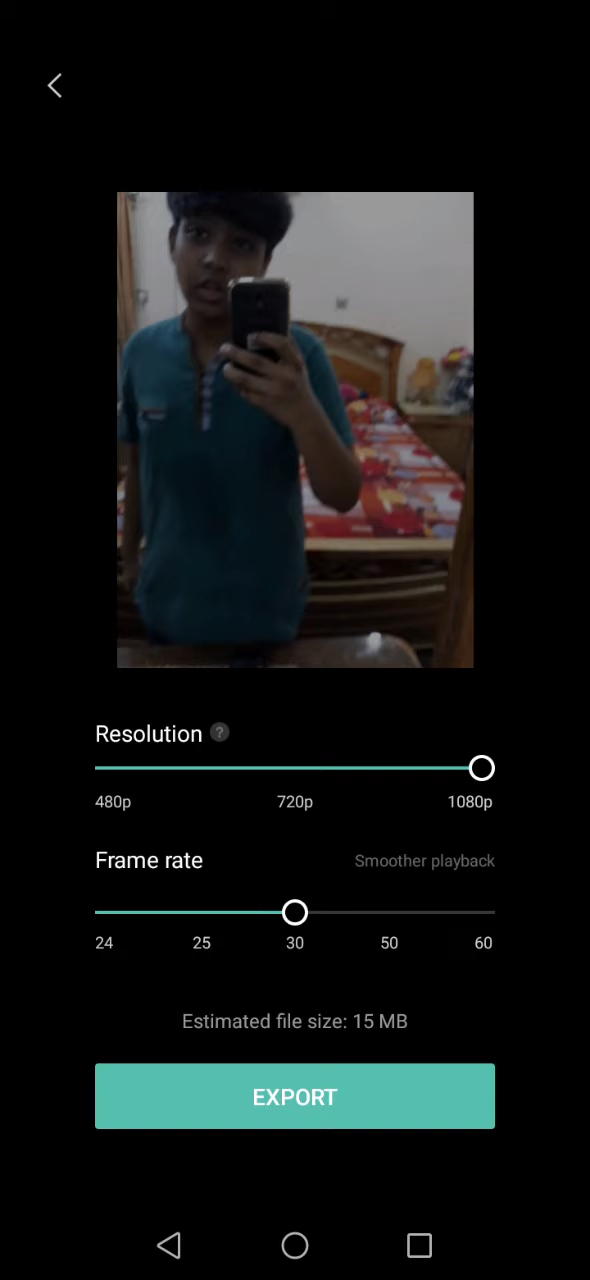 Resolution ?
480p 720p 1080p
Frame rate Smoother playback
24 25 30 50 60
Estimated file size: 15 MB
EXPORT